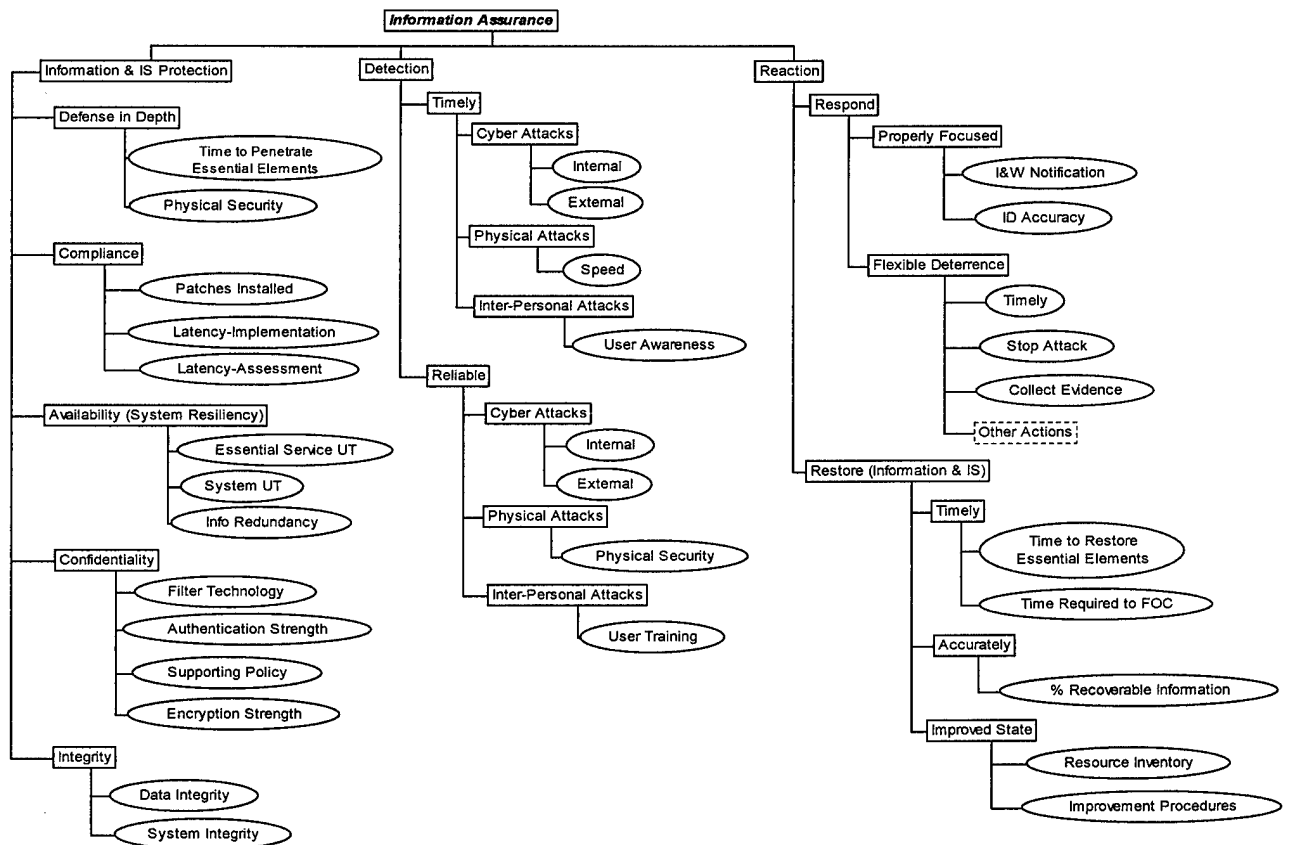 Information Assurance
Information & IS Protection
Defense in Depth
Time to Penetrate
Essential Elements
Physical Security
Compliance
Patches Installed
Latency-Implementation
Latency-Assessment
Availability (System Resiliency)
Essential Service UT
System UT
Info Redundancy
Confidentiality
Filter Technology
Authentication Strength
Supporting Policy
Encryption Strength
Integrity
Data Integrity
System Integrity
Detection
Timely
Cyber Attacks
Internal
External
Physical Attacks
Speed
Inter-Personal Attacks
User Awareness
Reliable
Cyber Attacks
Internal
External
Physical Attacks
Physical Security
Inter-Personal Attacks
User Training
Reaction
Respond
Properly Focused
I&W Notification
ID Accuracy
Flexible Deterrence
Timely
Stop Attack
Collect Evidence
Other Actions
Restore (Information & IS)
Timely
Time to Restore
Essential Elements
Time Required to FOC
Accurately
% Recoverable Information
Improved State
Resource Inventory
Improvement Procedures